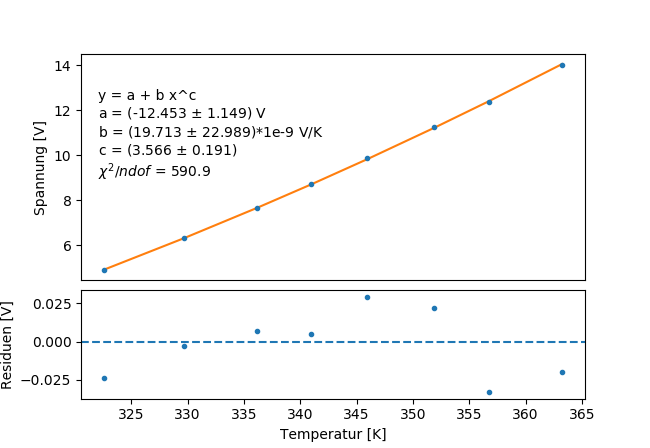 14
12
10
8
6
Spannung [V]
y = a + b x^c
a = (-12.453 ± 1.149) V
b = (19.713 ± 22.989)*1e-9 V/K
c = (3.566 ± 0.191)
χ²/ndof = 590.9
0.025
0.000
−0.025
Residuen [V]
325 330 335 340 345 350 355 360 365
Temperatur [K]